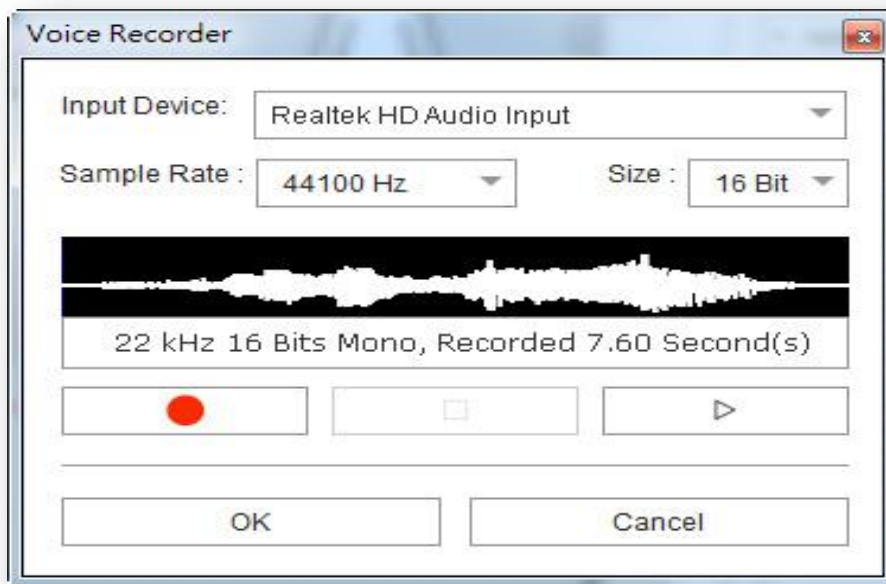 Voice Recorder
Input Device: Realtek HD Audio Input
Sample Rate : 44100 Hz Size : 16 Bit
22 kHz 16 Bits Mono, Recorded 7.60 Second(s)
OK Cancel